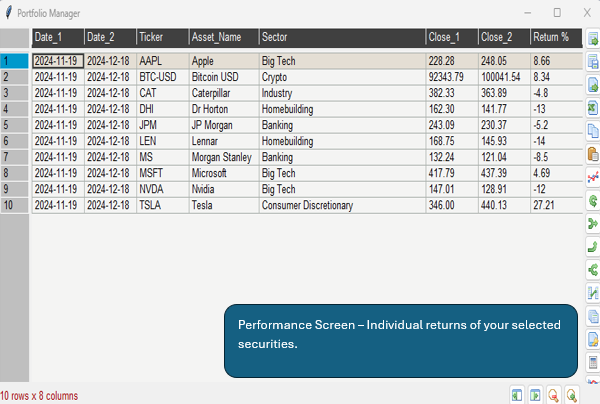 Portfolio Manager
Date_1 Date_2 Ticker Asset_Name Sector Close_1 Close_2 Return %
1 2024-11-19 2024-12-18 AAPL Apple Big Tech 228.28 248.05 8.66
2 2024-11-19 2024-12-18 BTC-USD Bitcoin USD Crypto 92343.79 100041.54 8.34
3 2024-11-19 2024-12-18 CAT Caterpillar Industry 382.33 363.89 -4.8
4 2024-11-19 2024-12-18 DHI Dr Horton Homebuilding 162.30 141.77 -13
5 2024-11-19 2024-12-18 JPM JP Morgan Banking 243.09 230.37 -5.2
6 2024-11-19 2024-12-18 LEN Lennar Homebuilding 168.75 145.93 -14
7 2024-11-19 2024-12-18 MS Morgan Stanley Banking 132.24 121.04 -8.5
8 2024-11-19 2024-12-18 MSFT Microsoft Big Tech 417.79 437.39 4.69
9 2024-11-19 2024-12-18 NVDA Nvidia Big Tech 147.01 128.91 -12
10 2024-11-19 2024-12-18 TSLA Tesla Consumer Discretionary 346.00 440.13 27.21
Performance Screen – Individual returns of your selected
securities.
10 rows x 8 columns